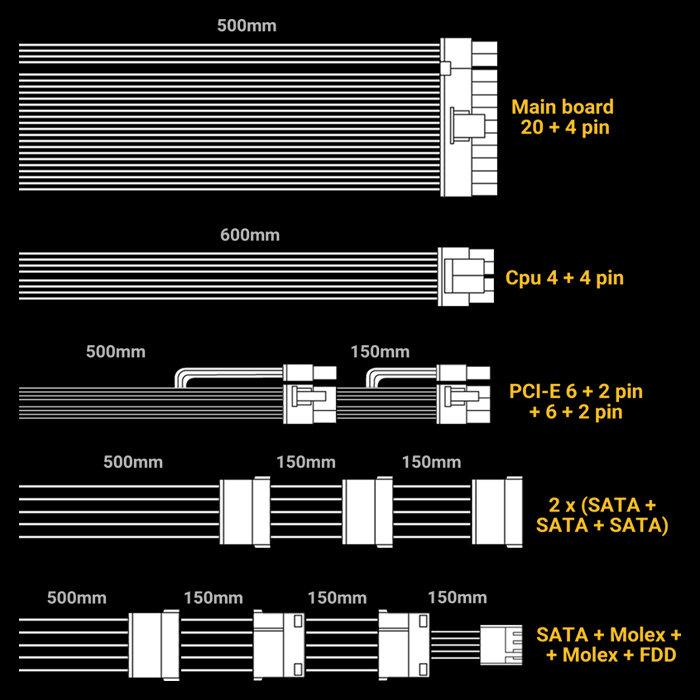 500mm
Main board
20 + 4 pin
600mm
Cpu 4 + 4 pin
500mm
150mm
PCI-E 6 + 2 pin
+ 6 + 2 pin
500mm
150mm
150mm
2 x (SATA +
SATA + SATA)
500mm
150mm
150mm
150mm
SATA + Molex +
+ Molex + FDD